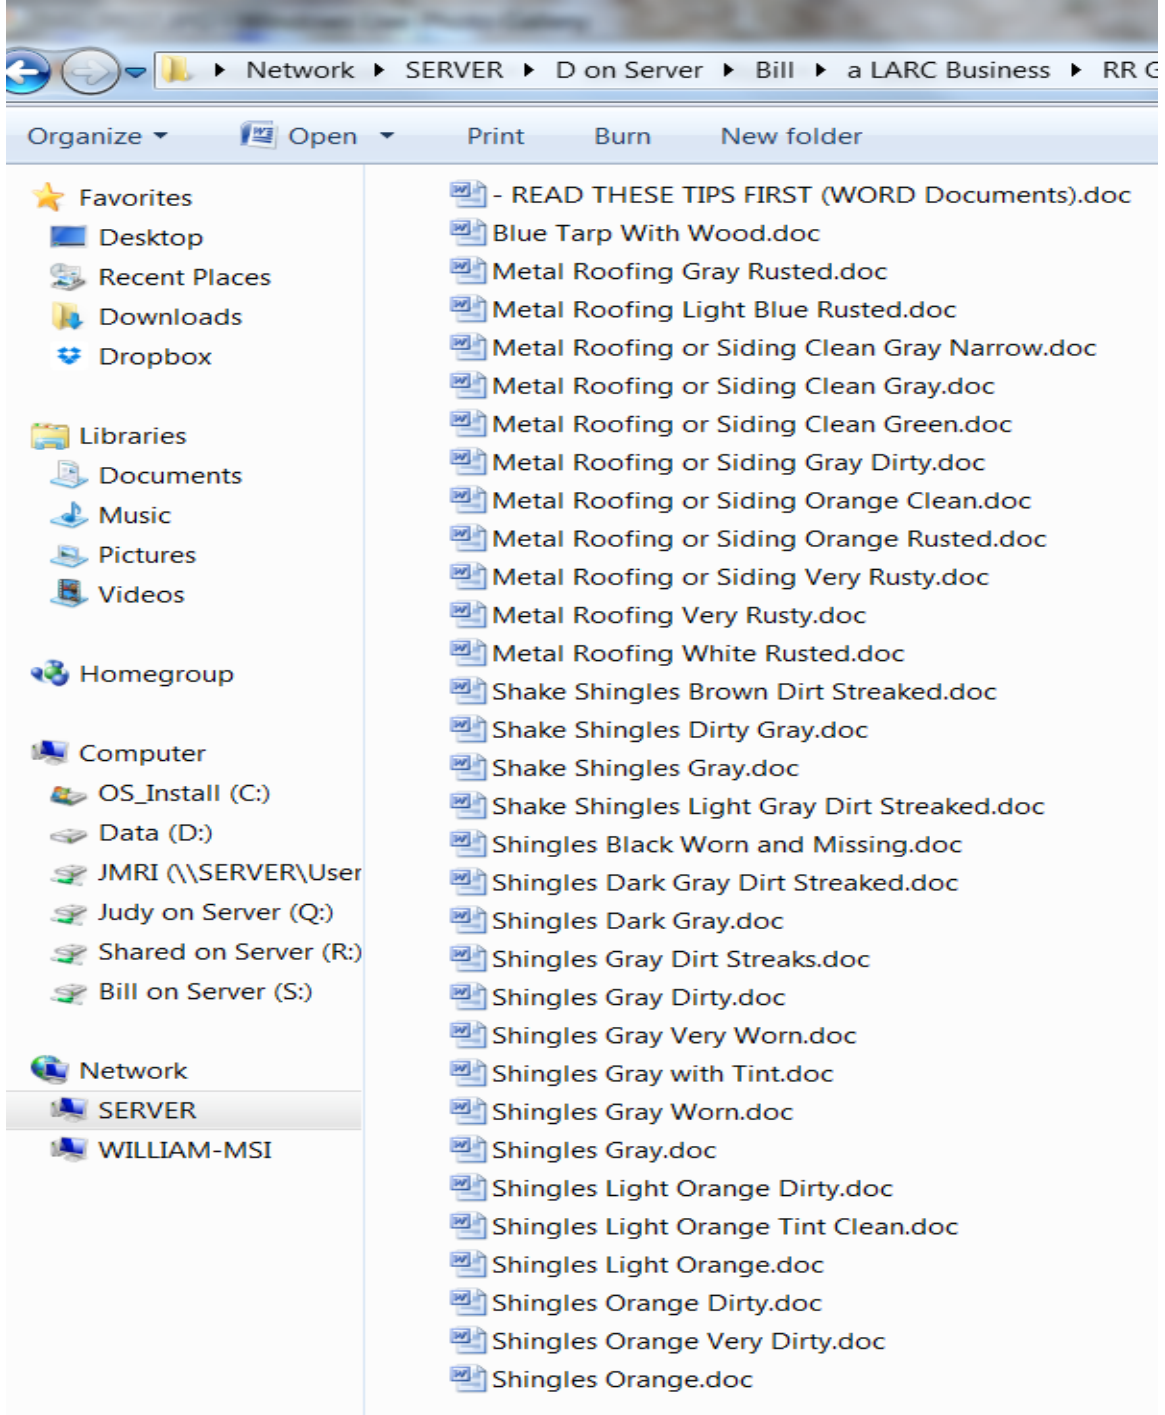 Network ▸ SERVER ▸ D on Server ▸ Bill ▸ a LARC Business ▸ RR G
Organize Open Print Burn New folder
Favorites
Desktop
Recent Places
Downloads
Dropbox
Libraries
Documents
Music
Pictures
Videos
Homegroup
Computer
OS_Install (C:)
Data (D:)
JMRI (\\SERVER\User
Judy on Server (Q:)
Shared on Server (R:)
Bill on Server (S:)
Network
SERVER
WILLIAM-MSI
- READ THESE TIPS FIRST (WORD Documents).doc
Blue Tarp With Wood.doc
Metal Roofing Gray Rusted.doc
Metal Roofing Light Blue Rusted.doc
Metal Roofing or Siding Clean Gray Narrow.doc
Metal Roofing or Siding Clean Gray.doc
Metal Roofing or Siding Clean Green.doc
Metal Roofing or Siding Gray Dirty.doc
Metal Roofing or Siding Orange Clean.doc
Metal Roofing or Siding Orange Rusted.doc
Metal Roofing or Siding Very Rusty.doc
Metal Roofing Very Rusty.doc
Metal Roofing White Rusted.doc
Shake Shingles Brown Dirt Streaked.doc
Shake Shingles Dirty Gray.doc
Shake Shingles Gray.doc
Shake Shingles Light Gray Dirt Streaked.doc
Shingles Black Worn and Missing.doc
Shingles Dark Gray Dirt Streaked.doc
Shingles Dark Gray.doc
Shingles Gray Dirt Streaks.doc
Shingles Gray Dirty.doc
Shingles Gray Very Worn.doc
Shingles Gray with Tint.doc
Shingles Gray Worn.doc
Shingles Gray.doc
Shingles Light Orange Dirty.doc
Shingles Light Orange Tint Clean.doc
Shingles Light Orange.doc
Shingles Orange Dirty.doc
Shingles Orange Very Dirty.doc
Shingles Orange.doc